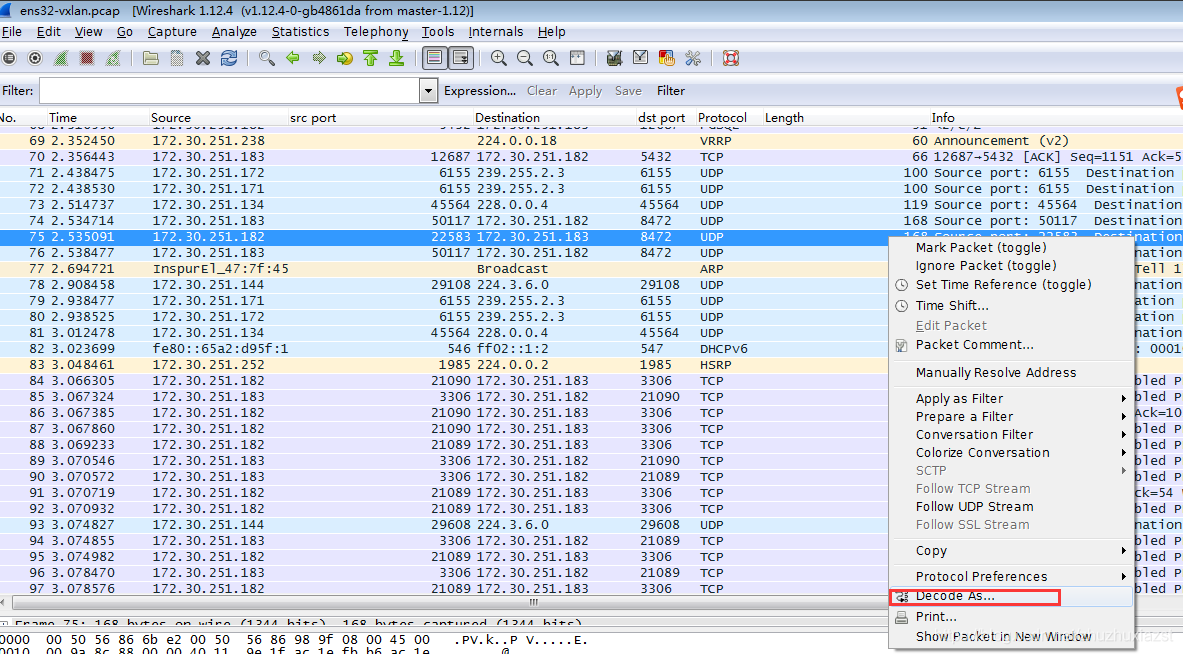 ens32-vxlan.pcap [Wireshark 1.12.4 (v1.12.4-0-gb4861da from master-1.12)]
File Edit View Go Capture Analyze Statistics Telephony Tools Internals Help
Filter: Expression... Clear Apply Save Filter
No. Time Source src port Destination dst port Protocol Length Info
69 2.352450 172.30.251.238 224.0.0.18 VRRP 60 Announcement (v2)
70 2.356443 172.30.251.183 12687 172.30.251.182 5432 TCP 66 12687→5432 [ACK] Seq=1151 Ack=5
71 2.438475 172.30.251.172 6155 239.255.2.3 6155 UDP 100 Source port: 6155 Destination
72 2.438530 172.30.251.171 6155 239.255.2.3 6155 UDP 100 Source port: 6155 Destination
73 2.514737 172.30.251.134 45564 228.0.0.4 45564 UDP 119 Source port: 45564 Destination
74 2.534714 172.30.251.183 50117 172.30.251.182 8472 UDP 168 Source port: 50117 Destination
75 2.535091 172.30.251.182 22583 172.30.251.183 8472 UDP 168 Source port: 22583 Destination
76 2.538477 172.30.251.183 50117 172.30.251.182 8472 UDP nation
77 2.694721 InspurEl_47:7f:45 Broadcast ARP Tell 1
78 2.908458 172.30.251.144 29108 224.3.6.0 29108 UDP nation
79 2.938477 172.30.251.171 6155 239.255.2.3 6155 UDP ation
80 2.938525 172.30.251.172 6155 239.255.2.3 6155 UDP ation
81 3.012478 172.30.251.134 45564 228.0.0.4 45564 UDP nation
82 3.023699 fe80::65a2:d95f:1 546 ff02::1:2 547 DHCPv6 : 0001
83 3.048461 172.30.251.252 1985 224.0.0.2 1985 HSRP
84 3.066305 172.30.251.182 21090 172.30.251.183 3306 TCP bled P
85 3.067324 172.30.251.183 3306 172.30.251.182 21090 TCP bled P
86 3.067385 172.30.251.182 21090 172.30.251.183 3306 TCP Ack=10
87 3.067860 172.30.251.182 21090 172.30.251.183 3306 TCP bled P
88 3.069233 172.30.251.182 21089 172.30.251.183 3306 TCP bled P
89 3.070546 172.30.251.183 3306 172.30.251.182 21090 TCP bled P
90 3.070572 172.30.251.183 3306 172.30.251.182 21089 TCP bled P
91 3.070719 172.30.251.182 21089 172.30.251.183 3306 TCP ck=54
92 3.070932 172.30.251.182 21089 172.30.251.183 3306 TCP bled P
93 3.074827 172.30.251.144 29608 224.3.6.0 29608 UDP nation
94 3.074855 172.30.251.183 3306 172.30.251.182 21089 TCP bled P
95 3.074982 172.30.251.182 21089 172.30.251.183 3306 TCP bled P
96 3.078470 172.30.251.183 3306 172.30.251.182 21089 TCP bled P
97 3.078576 172.30.251.182 21089 172.30.251.183 3306 TCP bled P
Mark Packet (toggle)
Ignore Packet (toggle)
Set Time Reference (toggle)
Time Shift...
Edit Packet
Packet Comment...
Manually Resolve Address
Apply as Filter
Prepare a Filter
Conversation Filter
Colorize Conversation
SCTP
Follow TCP Stream
Follow UDP Stream
Follow SSL Stream
Copy
Protocol Preferences
Decode As...
Print...
Show Packet in New Window
Frame 75: 168 bytes on wire (1344 bits), 168 bytes captured (1344 bits)
0000 00 50 56 86 6b e2 00 50 56 86 98 9f 08 00 45 00 .PV.k..P V.....E.